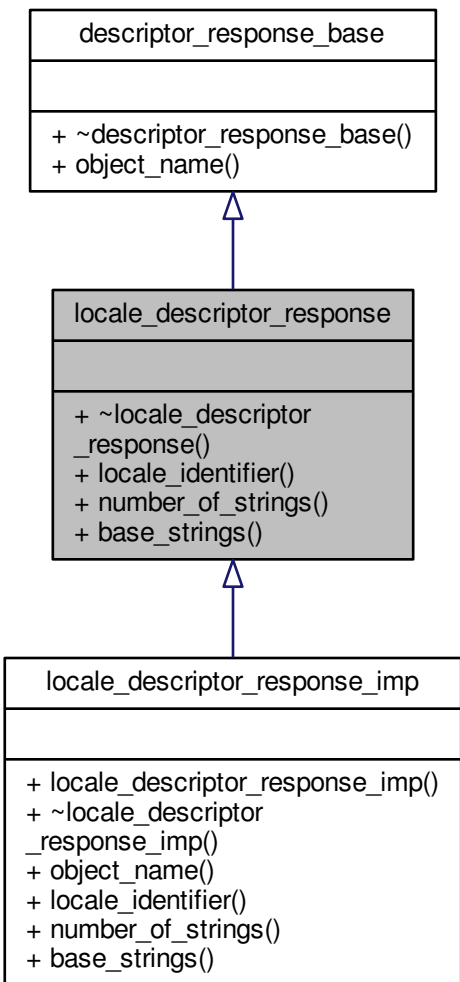 descriptor_response_base
+ ~descriptor_response_base()
+ object_name()
locale_descriptor_response
+ ~locale_descriptor
_response()
+ locale_identifier()
+ number_of_strings()
+ base_strings()
locale_descriptor_response_imp
+ locale_descriptor_response_imp()
+ ~locale_descriptor
_response_imp()
+ object_name()
+ locale_identifier()
+ number_of_strings()
+ base_strings()